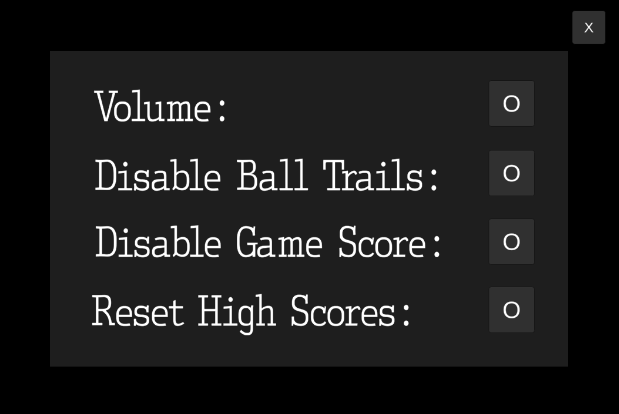 X
Volume: O
Disable Ball Trails: O
Disable Game Score: O
Reset High Scores: O